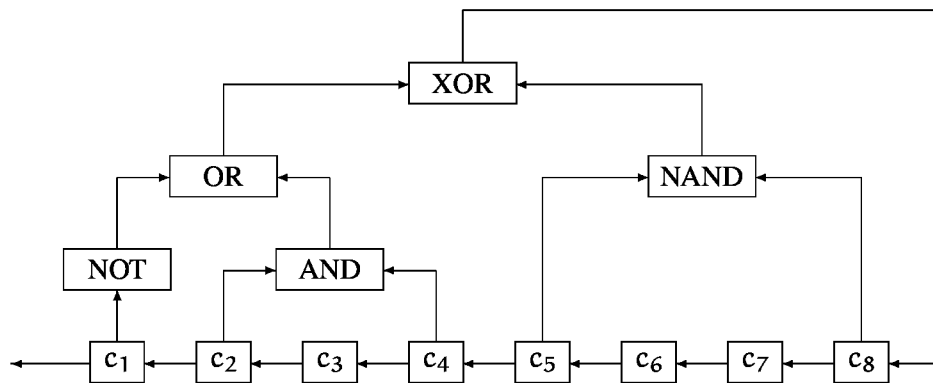 XOR
OR NAND
NOT AND
c₁ c₂ c₃ c₄ c₅ c₆ c₇ c₈